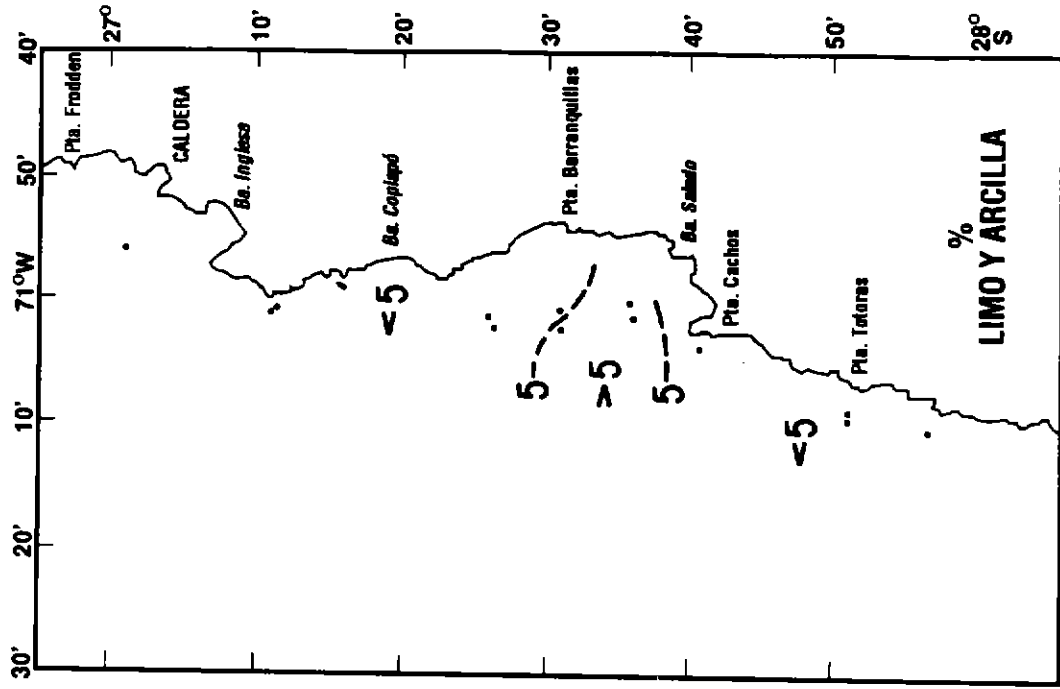 30'
20'
10'
71°W
50'
40'
Pta. Frodden
27°
CALDERA
Ba. Inglesa
10'
Ba. Copiapó
20'
<5
Pta. Barranquillas
30'
5
>5
5
Ba. Salado
40'
Pta. Cachos
<5
Pta. Totoras
50'
%
LIMO Y ARCILLA
28°
S